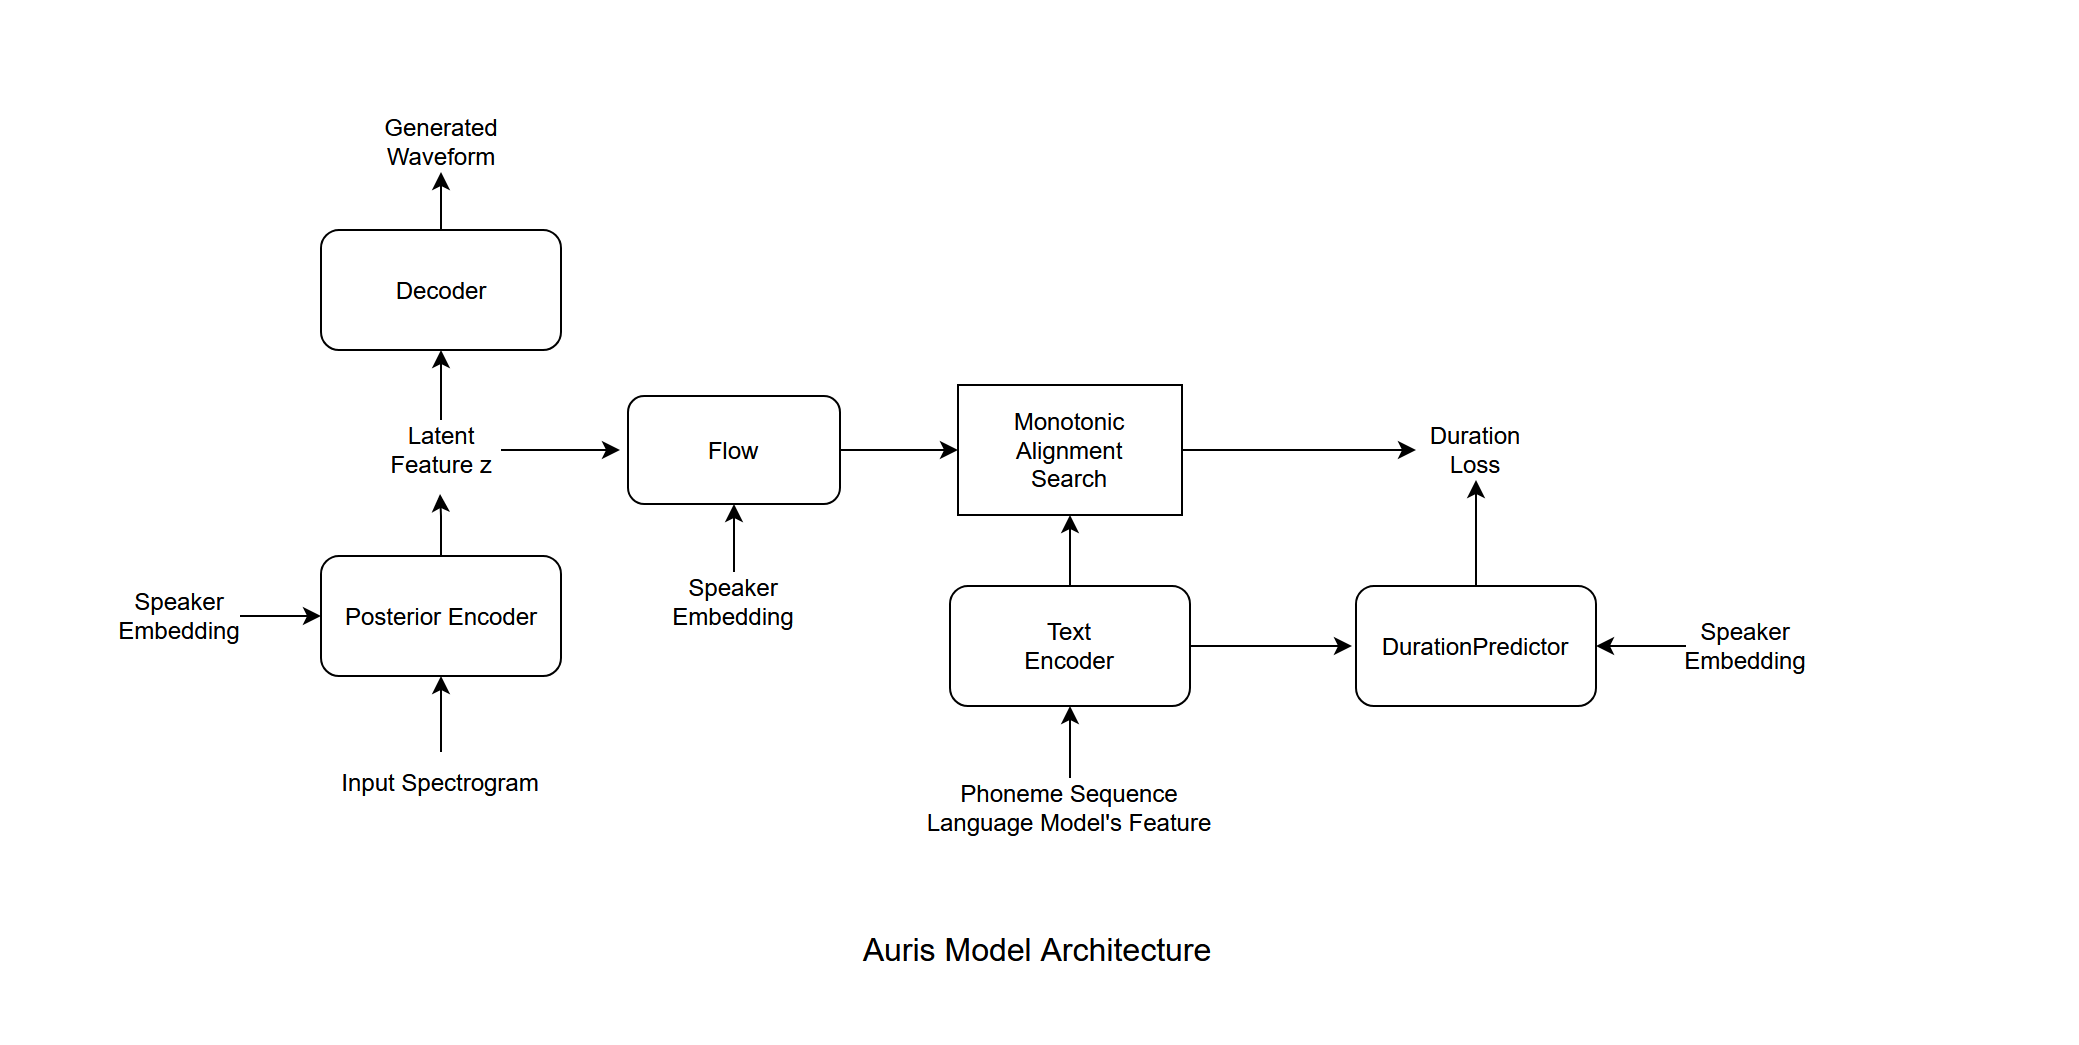 Generated
Waveform
Decoder
Latent
Feature z
Flow
Monotonic
Alignment
Search
Duration
Loss
Speaker
Embedding
Posterior Encoder
Speaker
Embedding
Text
Encoder
DurationPredictor
Speaker
Embedding
Input Spectrogram
Phoneme Sequence
Language Model's Feature
Auris Model Architecture